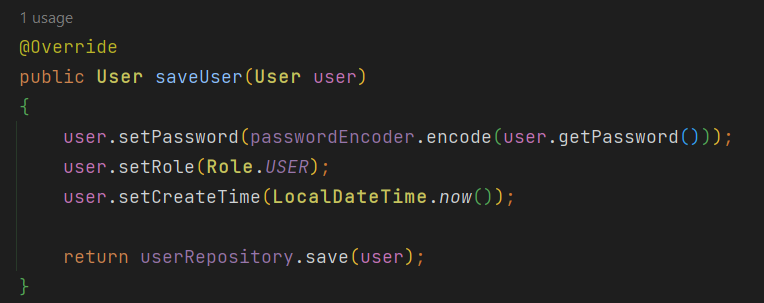 1 usage
@Override
public User saveUser(User user)
{
    user.setPassword(passwordEncoder.encode(user.getPassword()));
    user.setRole(Role.USER);
    user.setCreateTime(LocalDateTime.now());

    return userRepository.save(user);
}